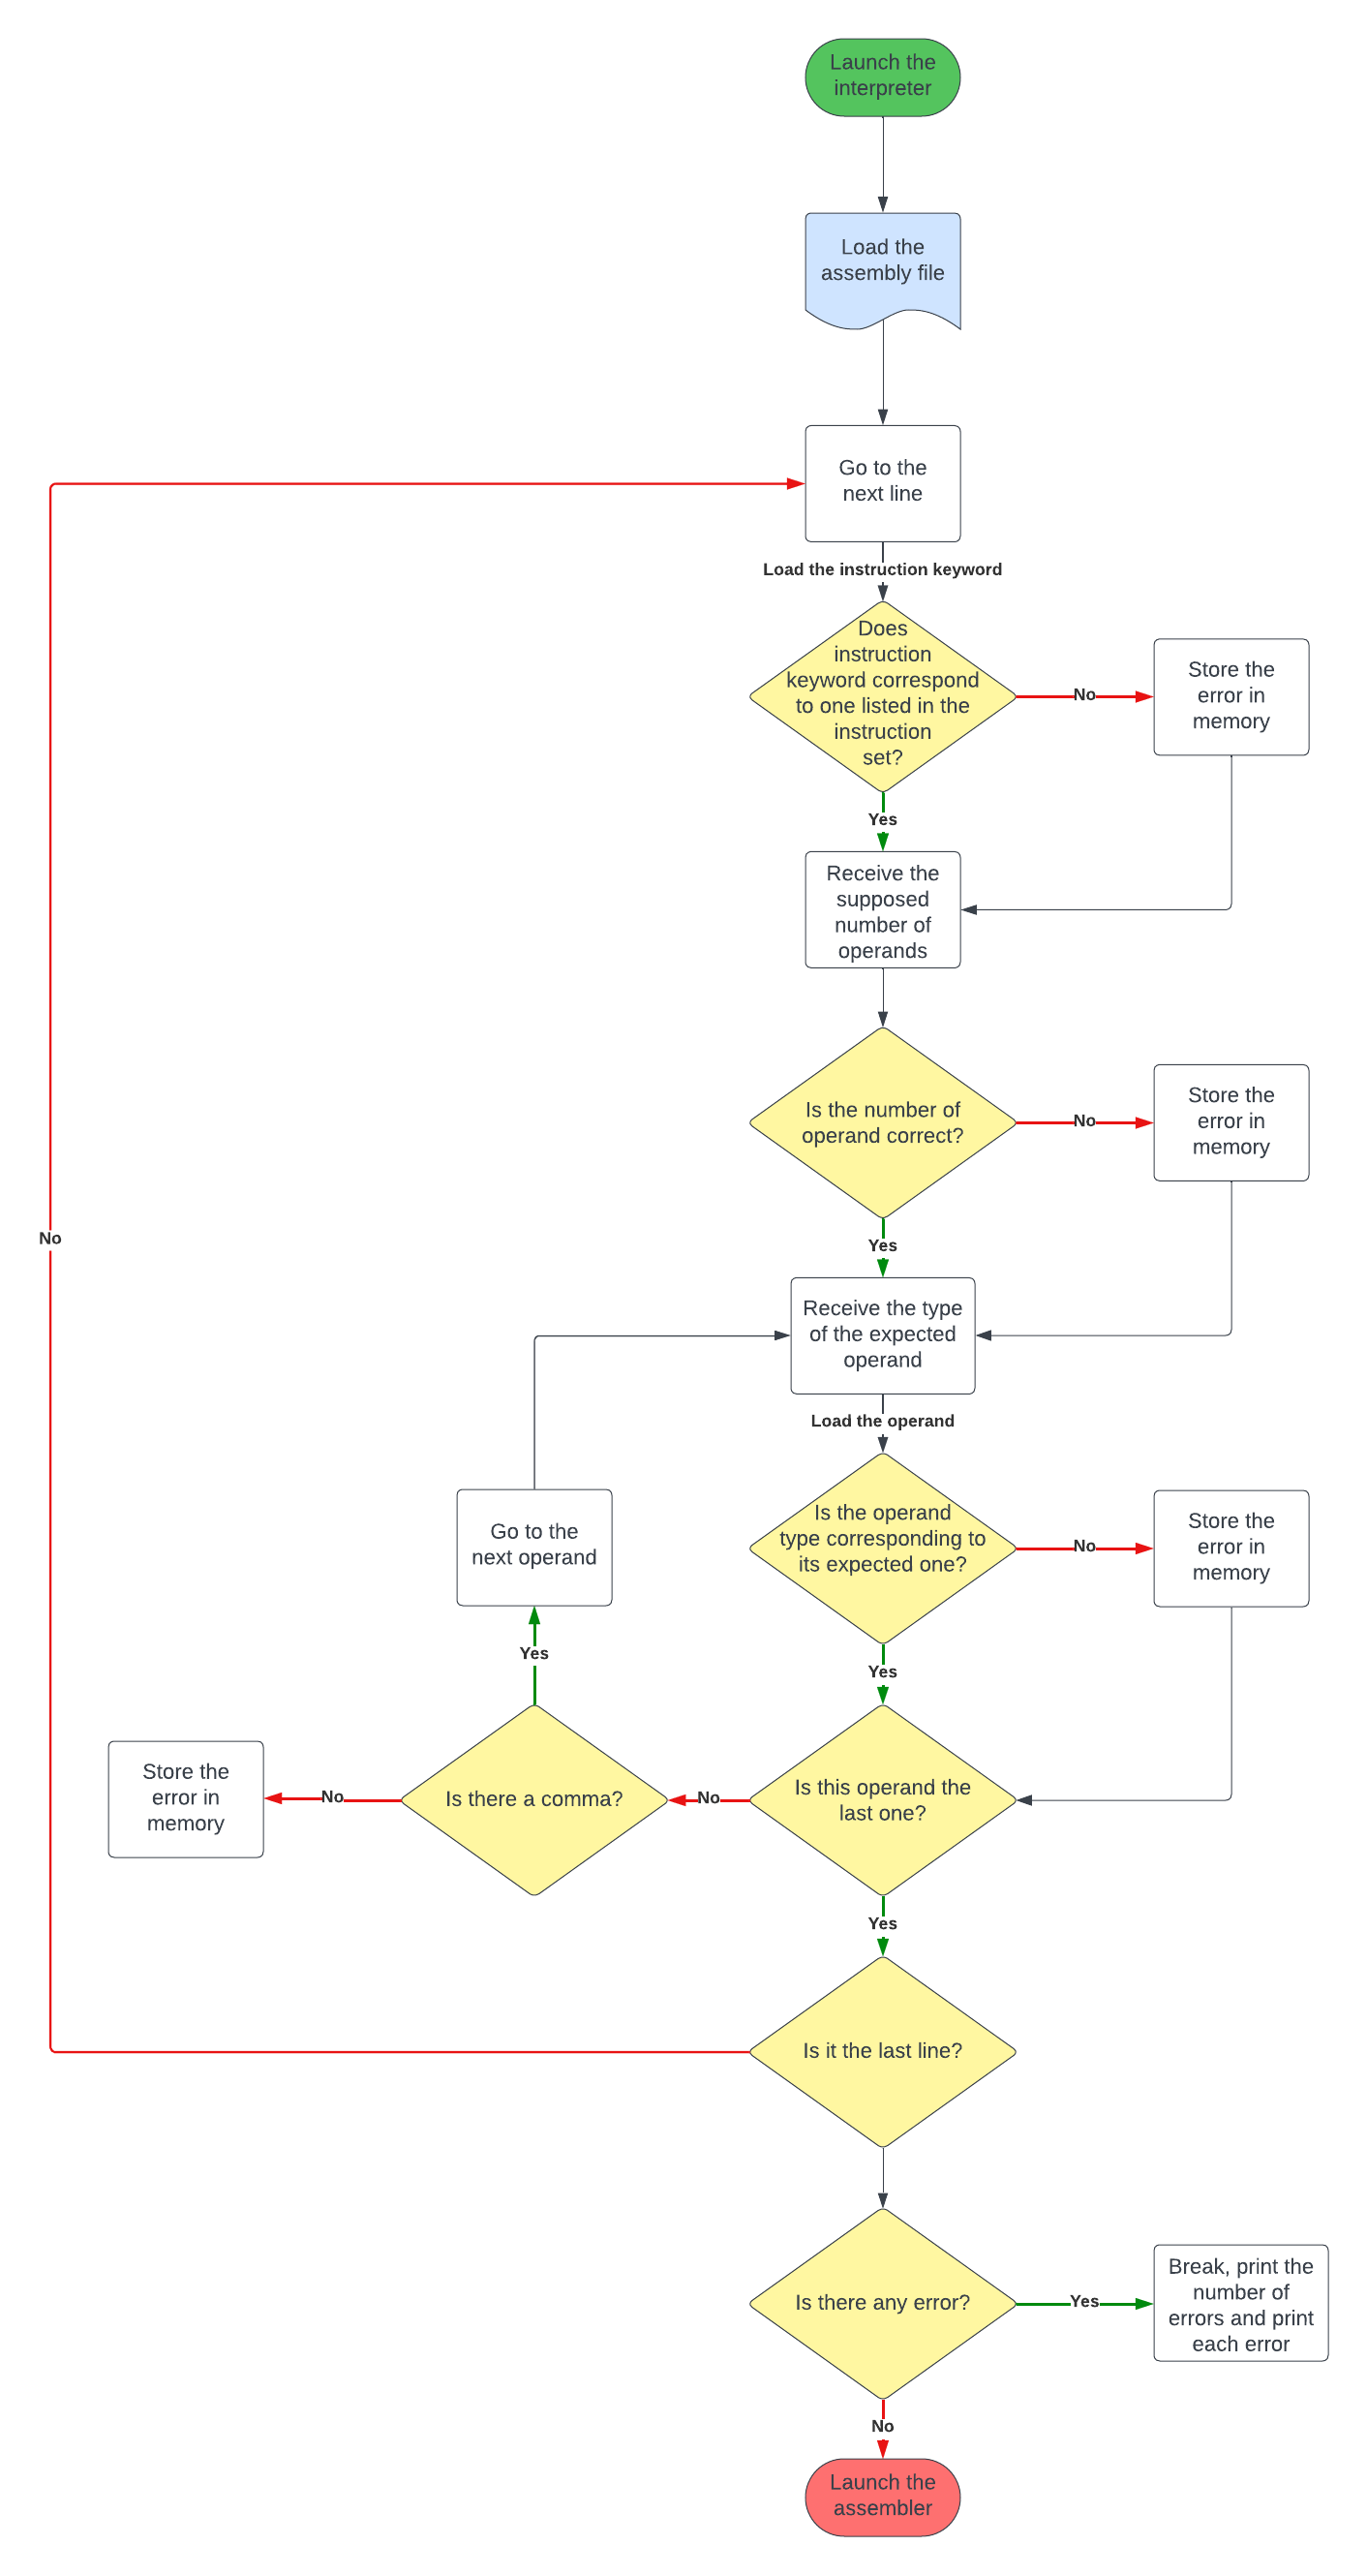 Launch the
interpreter
Load the
assembly file
Go to the
next line
Load the instruction keyword
Does
instruction
keyword correspond
to one listed in the
instruction
set?
No
Store the
error in
memory
Yes
Receive the
supposed
number of
operands
Is the number of
operand correct?
No
Store the
error in
memory
Yes
No
Receive the type
of the expected
operand
Load the operand
Is the operand
type corresponding to
its expected one?
No
Store the
error in
memory
Go to the
next operand
Yes
Yes
Is this operand the
last one?
No
Is there a comma?
No
Store the
error in
memory
Yes
Is it the last line?
Is there any error?
Yes
Break, print the
number of
errors and print
each error
No
Launch the
assembler